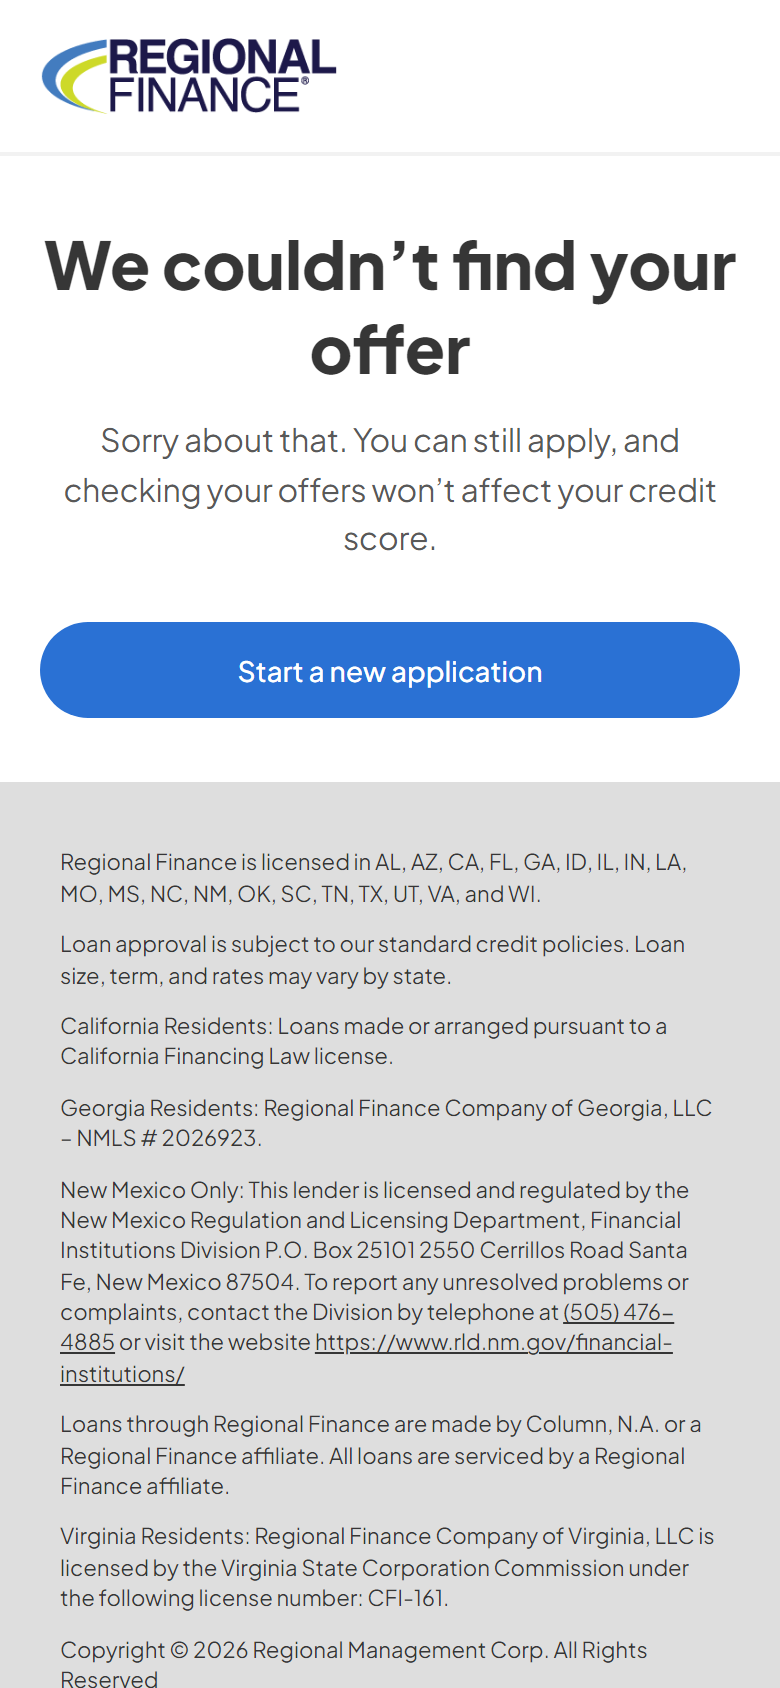 REGIONAL
FINANCE®
We couldn’t find your
offer
Sorry about that. You can still apply, and
checking your offers won’t affect your credit
score.
Start a new application
Regional Finance is licensed in AL, AZ, CA, FL, GA, ID, IL, IN, LA,
MO, MS, NC, NM, OK, SC, TN, TX, UT, VA, and WI.
Loan approval is subject to our standard credit policies. Loan
size, term, and rates may vary by state.
California Residents: Loans made or arranged pursuant to a
California Financing Law license.
Georgia Residents: Regional Finance Company of Georgia, LLC
– NMLS # 2026923.
New Mexico Only: This lender is licensed and regulated by the
New Mexico Regulation and Licensing Department, Financial
Institutions Division P.O. Box 25101 2550 Cerrillos Road Santa
Fe, New Mexico 87504. To report any unresolved problems or
complaints, contact the Division by telephone at (505) 476-
4885 or visit the website https://www.rld.nm.gov/financial-
institutions/
Loans through Regional Finance are made by Column, N.A. or a
Regional Finance affiliate. All loans are serviced by a Regional
Finance affiliate.
Virginia Residents: Regional Finance Company of Virginia, LLC is
licensed by the Virginia State Corporation Commission under
the following license number: CFI-161.
Copyright © 2026 Regional Management Corp. All Rights
Reserved